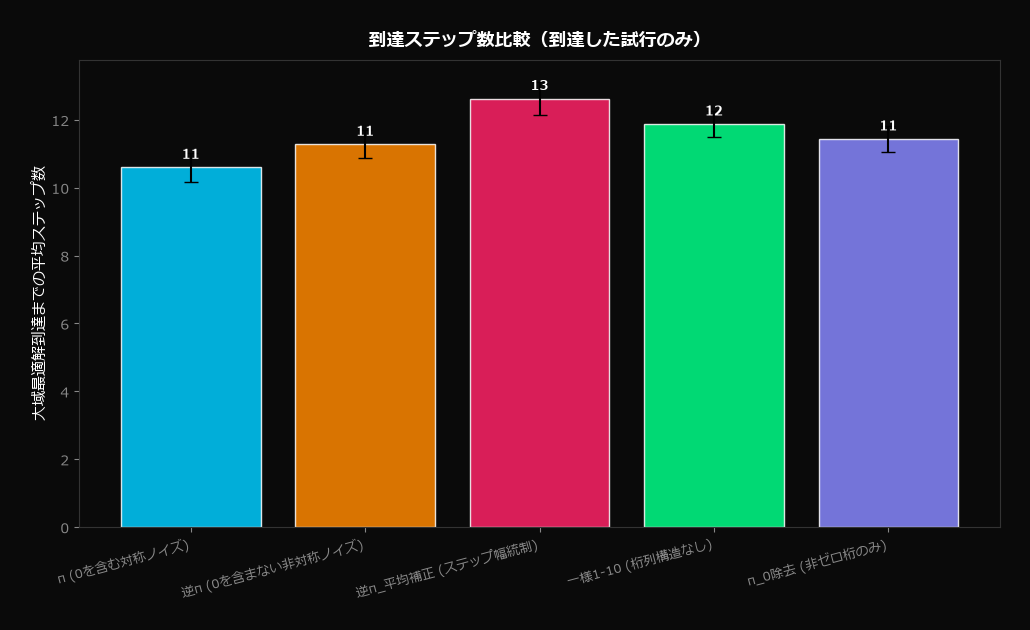 到達ステップ数比較（到達した試行のみ）
大域最適解到達までの平均ステップ数
12
10
8
6
4
2
0
11
11
13
12
11
π (0を含む対称ノイズ)
逆π (0を含まない非対称ノイズ)
逆π_平均補正 (ステップ幅統制)
一様1-10 (桁列構造なし)
π_0除去 (非ゼロ桁のみ)